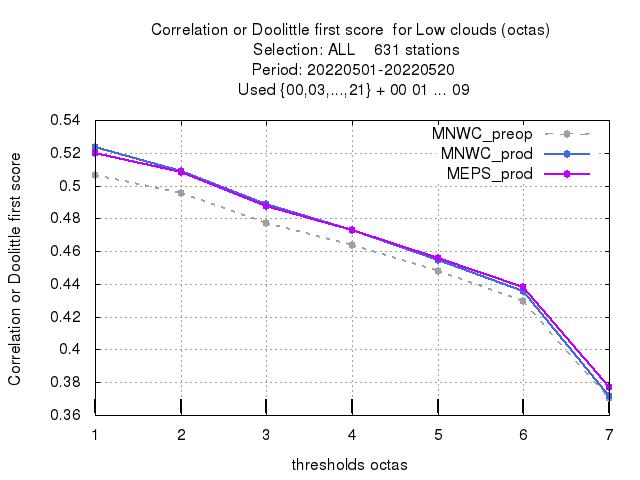 Correlation or Doolittle first score  for Low clouds (octas)
Selection: ALL    631 stations
Period: 20220501-20220520
Used {00,03,...,21} + 00 01 ... 09
MNWC_preop
MNWC_prod
MEPS_prod
0.54
0.52
0.5
0.48
0.46
0.44
0.42
0.4
0.38
0.36
Correlation or Doolittle first score
1 2 3 4 5 6 7
thresholds octas